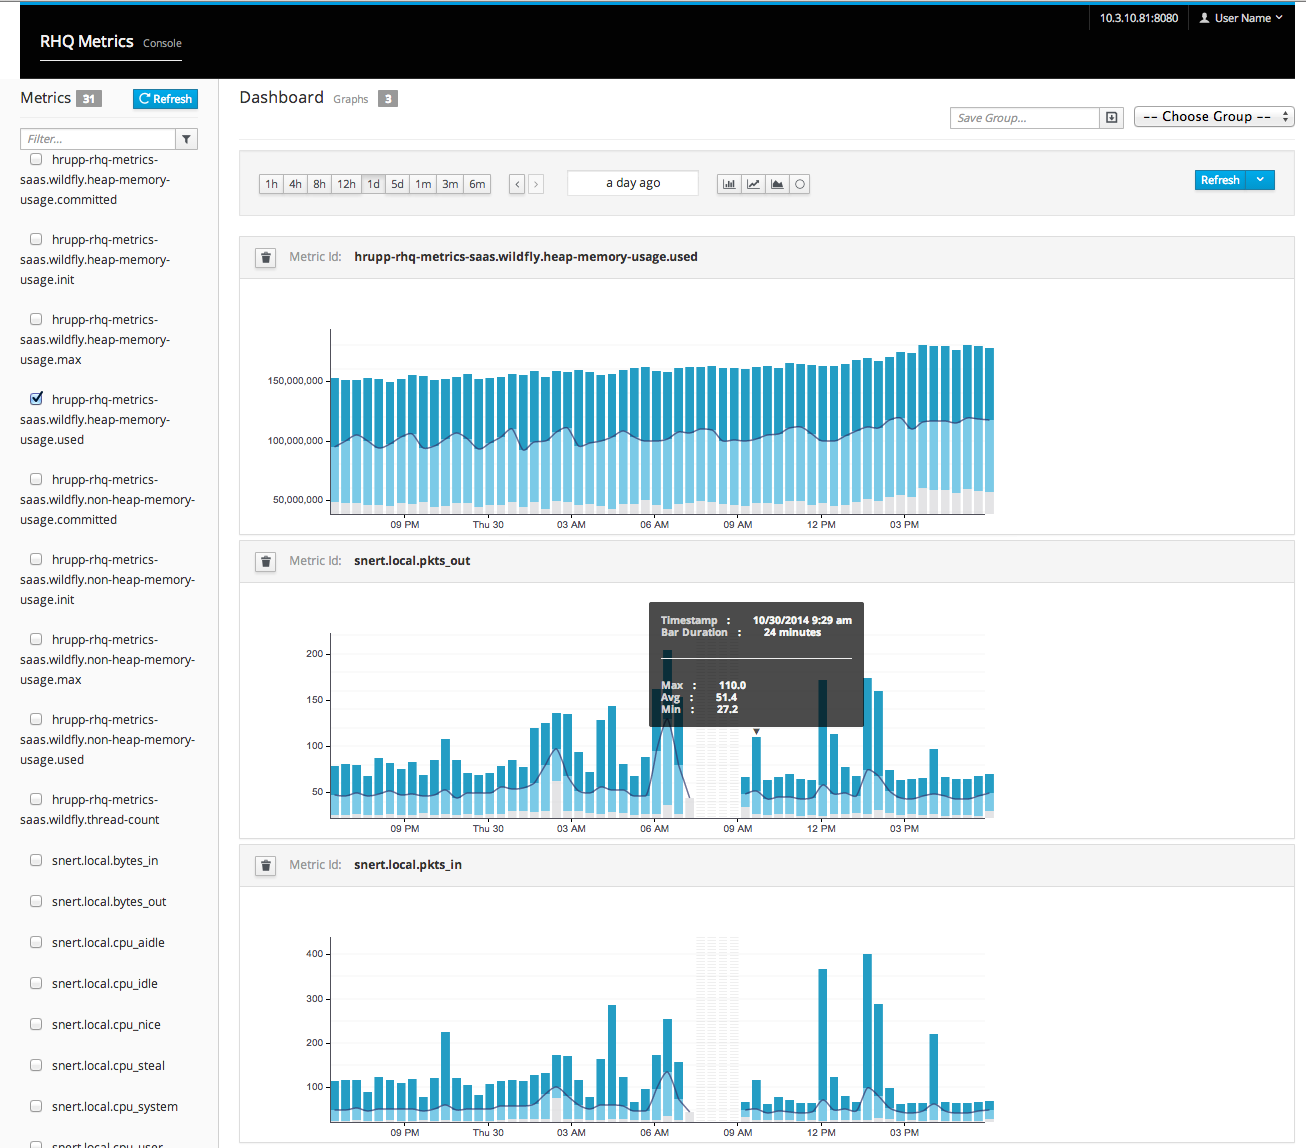 10.3.10.81:8080 User Name
RHQ Metrics Console
Metrics 31 Refresh
Filter...
hrupp-rhq-metrics-
saas.wildfly.heap-memory-
usage.committed
hrupp-rhq-metrics-
saas.wildfly.heap-memory-
usage.init
hrupp-rhq-metrics-
saas.wildfly.heap-memory-
usage.max
hrupp-rhq-metrics-
saas.wildfly.heap-memory-
usage.used
hrupp-rhq-metrics-
saas.wildfly.non-heap-memory-
usage.committed
hrupp-rhq-metrics-
saas.wildfly.non-heap-memory-
usage.init
hrupp-rhq-metrics-
saas.wildfly.non-heap-memory-
usage.max
hrupp-rhq-metrics-
saas.wildfly.non-heap-memory-
usage.used
hrupp-rhq-metrics-
saas.wildfly.thread-count
snert.local.bytes_in
snert.local.bytes_out
snert.local.cpu_aidle
snert.local.cpu_idle
snert.local.cpu_nice
snert.local.cpu_steal
snert.local.cpu_system
snert.local.cpu_user
Dashboard Graphs 3
Save Group... -- Choose Group --
1h 4h 8h 12h 1d 5d 1m 3m 6m < > a day ago Refresh
Metric Id: hrupp-rhq-metrics-saas.wildfly.heap-memory-usage.used
150,000,000
100,000,000
50,000,000
09 PM Thu 30 03 AM 06 AM 09 AM 12 PM 03 PM
Metric Id: snert.local.pkts_out
Timestamp : 10/30/2014 9:29 am
Bar Duration : 24 minutes
Max : 110.0
Avg : 51.4
Min : 27.2
200
150
100
50
09 PM Thu 30 03 AM 06 AM 09 AM 12 PM 03 PM
Metric Id: snert.local.pkts_in
400
300
200
100
09 PM Thu 30 03 AM 06 AM 09 AM 12 PM 03 PM